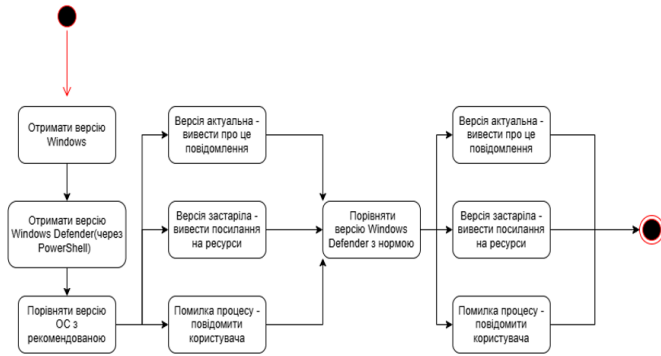 Отримати версію
Windows
Отримати версію
Windows Defender(через
PowerShell)
Порівняти версію
ОС з
рекомендованою
Версія актуальна -
вивести про це
повідомлення
Версія застаріла -
вивести посилання
на ресурси
Помилка процесу -
повідомити
користувача
Порівняти
версію Windows
Defender з нормою
Версія актуальна -
вивести про це
повідомлення
Версія застаріла -
вивести посилання
на ресурси
Помилка процесу -
повідомити
користувача